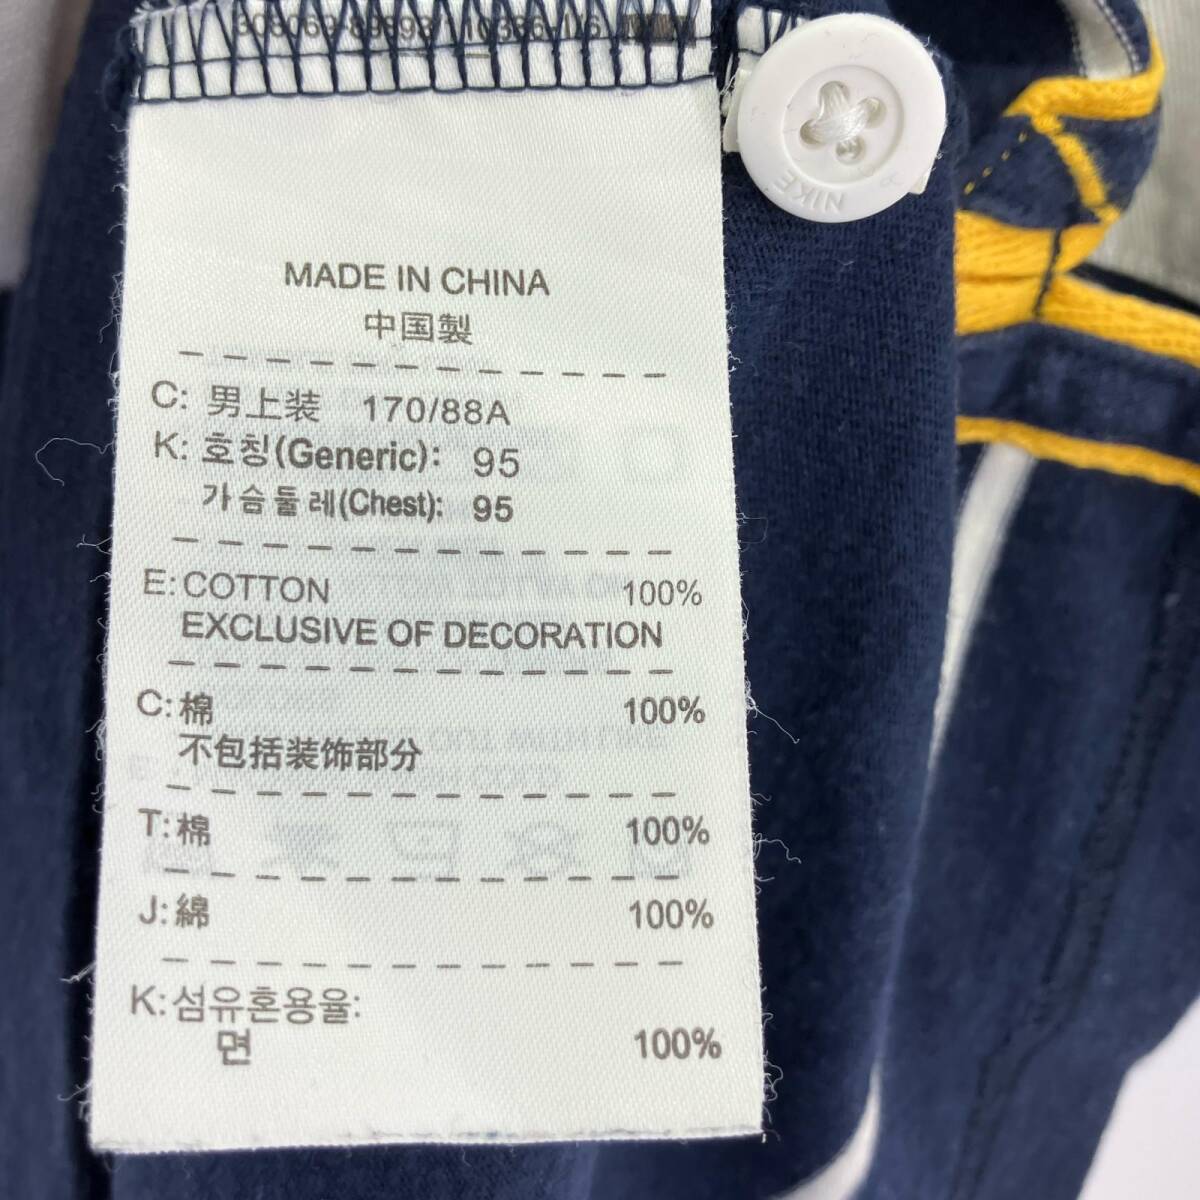 MADE IN CHINA
中国製
C: 男上装 170/88A
K: 호칭(Generic): 95
가슴둘레(Chest): 95
E: COTTON 100%
EXCLUSIVE OF DECORATION
C: 棉 100%
不包括装饰部分
T: 棉 100%
J: 綿 100%
K: 섬유혼용율:
면 100%
NIKE